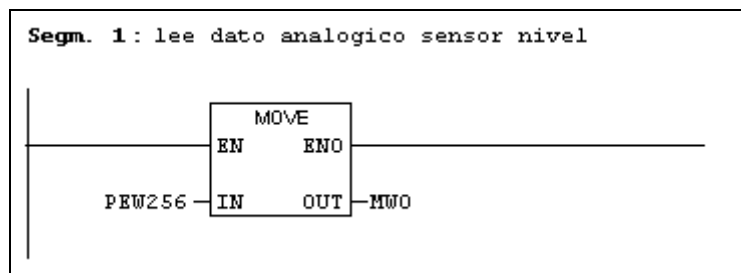 Segm. 1: lee dato analogico sensor nivel
MOVE
EN ENO
PEW256 IN OUT MW0